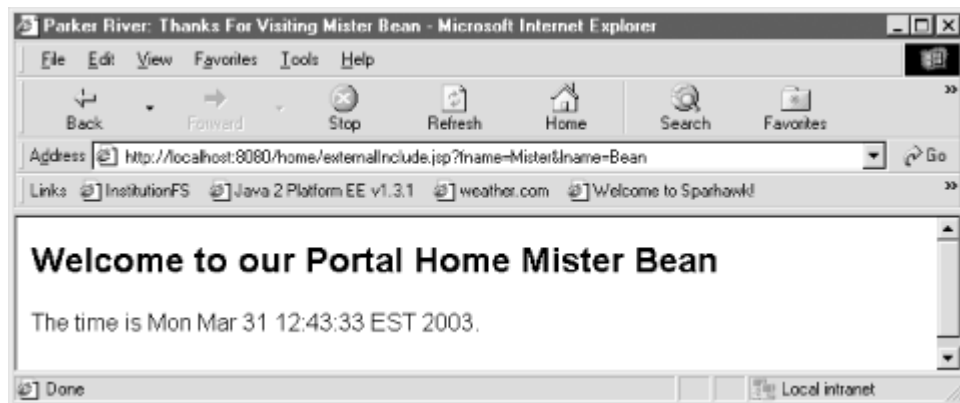 Parker River: Thanks For Visiting Mister Bean - Microsoft Internet Explorer
File Edit View Favorites Tools Help
Back Forward Stop Refresh Home Search Favorites »
Address http://localhost:8080/home/externalInclude.jsp?fname=Mister&lname=Bean Go
Links InstitutionFS Java 2 Platform EE v1.3.1 weather.com Welcome to Sparhawk! »
Welcome to our Portal Home Mister Bean
The time is Mon Mar 31 12:43:33 EST 2003.
Done Local intranet